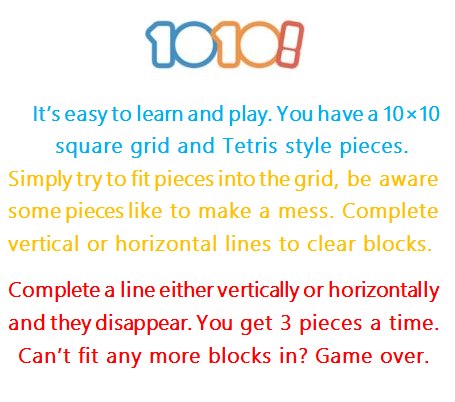 1010!
It's easy to learn and play. You have a 10×10
square grid and Tetris style pieces.
Simply try to fit pieces into the grid, be aware
some pieces like to make a mess. Complete
vertical or horizontal lines to clear blocks.
Complete a line either vertically or horizontally
and they disappear. You get 3 pieces a time.
Can't fit any more blocks in? Game over.